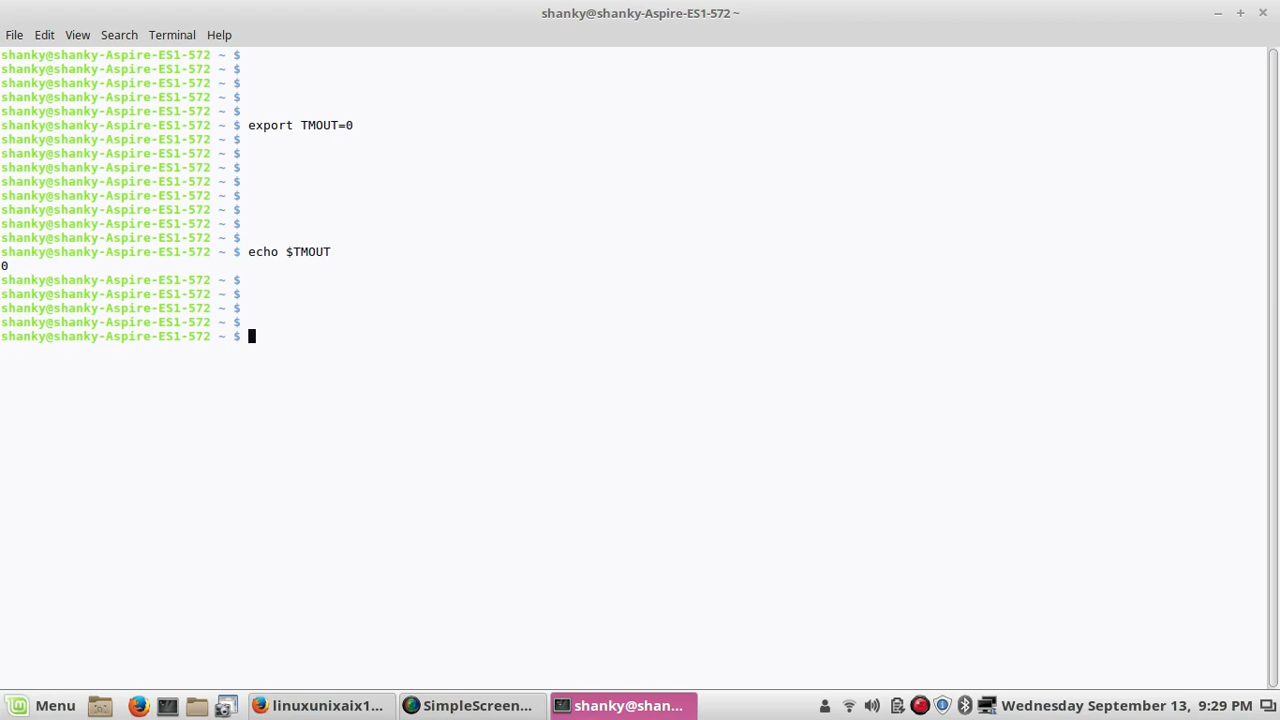 shanky@shanky-Aspire-ES1-572 ~
File Edit View Search Terminal Help
shanky@shanky-Aspire-ES1-572 ~ $
shanky@shanky-Aspire-ES1-572 ~ $
shanky@shanky-Aspire-ES1-572 ~ $
shanky@shanky-Aspire-ES1-572 ~ $
shanky@shanky-Aspire-ES1-572 ~ $
shanky@shanky-Aspire-ES1-572 ~ $ export TMOUT=0
shanky@shanky-Aspire-ES1-572 ~ $
shanky@shanky-Aspire-ES1-572 ~ $
shanky@shanky-Aspire-ES1-572 ~ $
shanky@shanky-Aspire-ES1-572 ~ $
shanky@shanky-Aspire-ES1-572 ~ $
shanky@shanky-Aspire-ES1-572 ~ $
shanky@shanky-Aspire-ES1-572 ~ $
shanky@shanky-Aspire-ES1-572 ~ $
shanky@shanky-Aspire-ES1-572 ~ $ echo $TMOUT
0
shanky@shanky-Aspire-ES1-572 ~ $
shanky@shanky-Aspire-ES1-572 ~ $
shanky@shanky-Aspire-ES1-572 ~ $
shanky@shanky-Aspire-ES1-572 ~ $
shanky@shanky-Aspire-ES1-572 ~ $
Menu linuxunixaix1... SimpleScreen... shanky@shan... Wednesday September 13, 9:29 PM